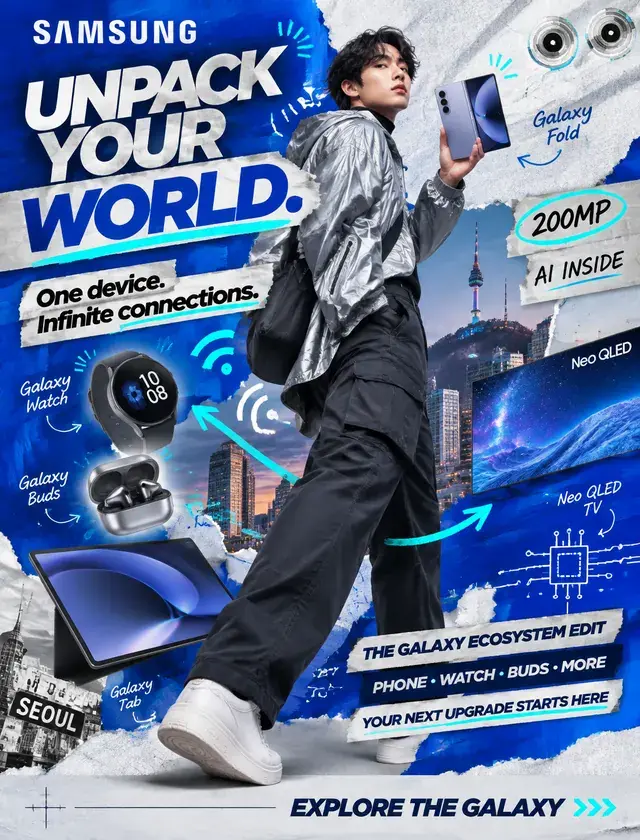 SAMSUNG
UNPACK
YOUR
WORLD.
One device.
Infinite connections.
Galaxy
Fold
200MP
AI INSIDE
Neo QLED
Galaxy
Watch
10
08
Galaxy
Buds
Neo QLED
TV
Galaxy
Tab
SEOUL
THE GALAXY ECOSYSTEM EDIT
PHONE • WATCH • BUDS • MORE
YOUR NEXT UPGRADE STARTS HERE
EXPLORE THE GALAXY